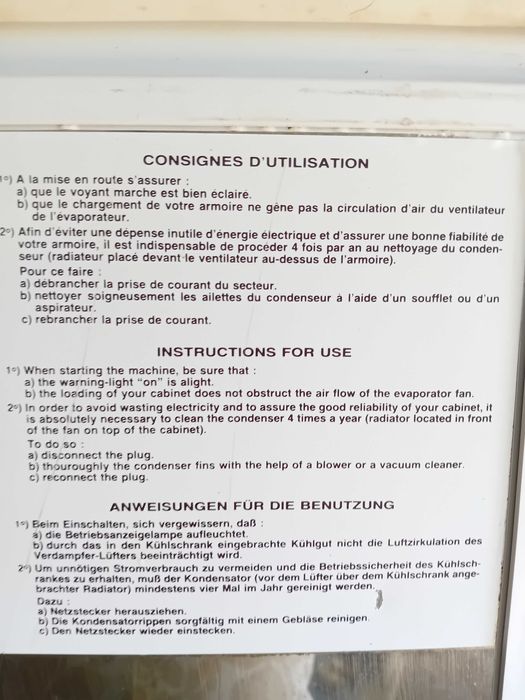 CONSIGNES D'UTILISATION
1º) A la mise en route s'assurer :
a) que le voyant marche est bien éclairé.
b) que le chargement de votre armoire ne gêne pas la circulation d'air du ventilateur
de l'évaporateur.
2º) Afin d'éviter une dépense inutile d'énergie électrique et d'assurer une bonne fiabilité de
votre armoire, il est indispensable de procéder 4 fois par an au nettoyage du conden-
seur (radiateur placé devant le ventilateur au-dessus de l'armoire).
Pour ce faire :
a) débrancher la prise de courant du secteur.
b) nettoyer soigneusement les ailettes du condenseur à l'aide d'un soufflet ou d'un
aspirateur.
c) rebrancher la prise de courant.
INSTRUCTIONS FOR USE
1º) When starting the machine, be sure that :
a) the warning-light "on" is alight.
b) the loading of your cabinet does not obstruct the air flow of the evaporator fan.
2º) In order to avoid wasting electricity and to assure the good reliability of your cabinet, it
is absolutely necessary to clean the condenser 4 times a year (radiator located in front
of the fan on top of the cabinet).
To do so :
a) disconnect the plug.
b) thouroughly the condenser fins with the help of a blower or a vacuum cleaner.
c) reconnect the plug.
ANWEISUNGEN FÜR DIE BENUTZUNG
1º) Beim Einschalten, sich vergewissern, daß :
a) die Betriebsanzeigelampe aufleuchtet.
b) durch das in den Kühlschrank eingebrachte Kühlgut nicht die Luftzirkulation des
Verdampfer-Lüfters beeinträchtigt wird.
2º) Um unnötigen Stromverbrauch zu vermeiden und die Betriebssicherheit des Kühlsch-
rankes zu erhalten, muß der Kondensator (vor dem Lüfter über dem Kühlschrank ange-
brachter Radiator) mindestens vier Mal im Jahr gereinigt werden.
Dazu :
a) Netzstecker herausziehen.
b) Die Kondensatorrippen sorgfältig mit einem Gebläse reinigen.
c) Den Netzstecker wieder einstecken.